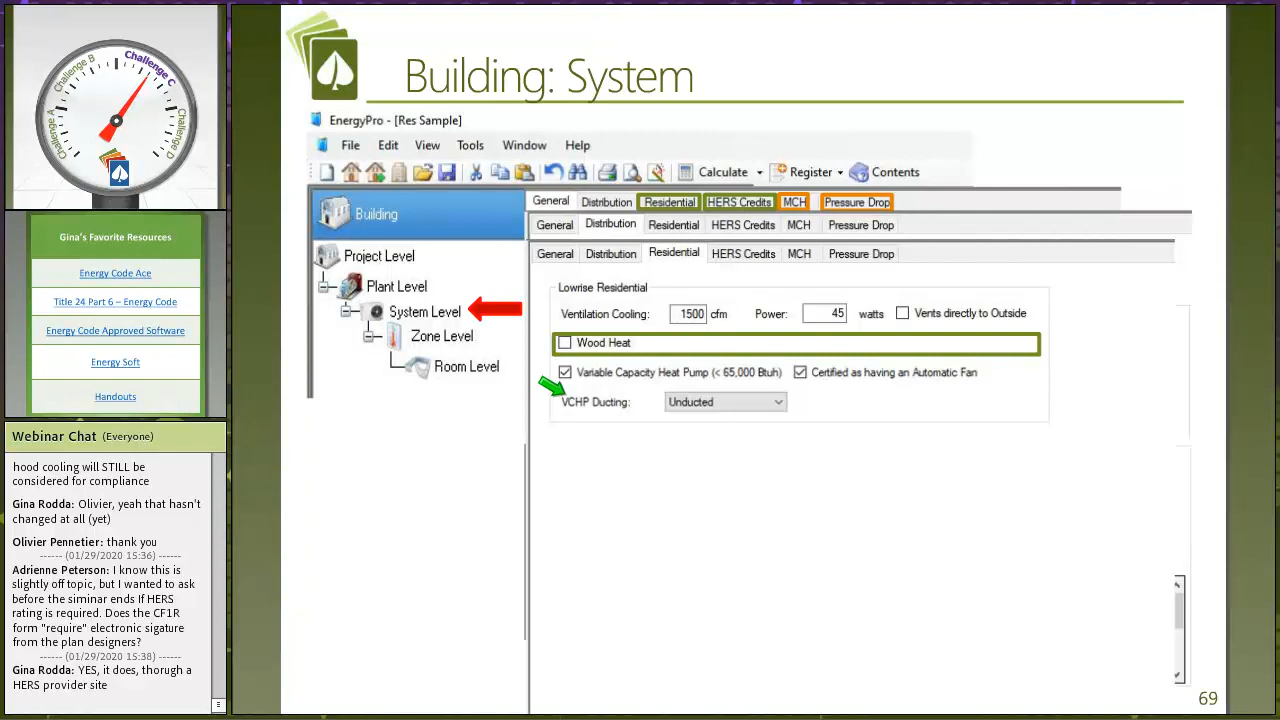 Challenge A
Challenge B
Challenge C
Challenge D
Gina's Favorite Resources
Energy Code Ace
Title 24 Part 6 – Energy Code
Energy Code Approved Software
Energy Soft
Handouts
Webinar Chat (Everyone)
hood cooling will STILL be
considered for compliance
Gina Rodda: Olivier, yeah that hasn't
changed at all (yet)
Olivier Pennetier: thank you
------ (01/29/2020 15:36) ------
Adrienne Peterson: I know this is
slightly off topic, but I wanted to ask
before the siminar ends If HERS
rating is required. Does the CF1R
form "require" electronic sigature
from the plan designers?
------ (01/29/2020 15:38) ------
Gina Rodda: YES, it does, thorugh a
HERS provider site
Building: System
EnergyPro - [Res Sample]
File Edit View Tools Window Help
Calculate Register Contents
Building
Project Level
Plant Level
System Level
Zone Level
Room Level
General Distribution Residential HERS Credits MCH Pressure Drop
General Distribution Residential HERS Credits MCH Pressure Drop
General Distribution Residential HERS Credits MCH Pressure Drop
Lowrise Residential
Ventilation Cooling: 1500 cfm Power: 45 watts Vents directly to Outside
Wood Heat
Variable Capacity Heat Pump (< 65,000 Btuh) Certified as having an Automatic Fan
VCHP Ducting: Unducted
69